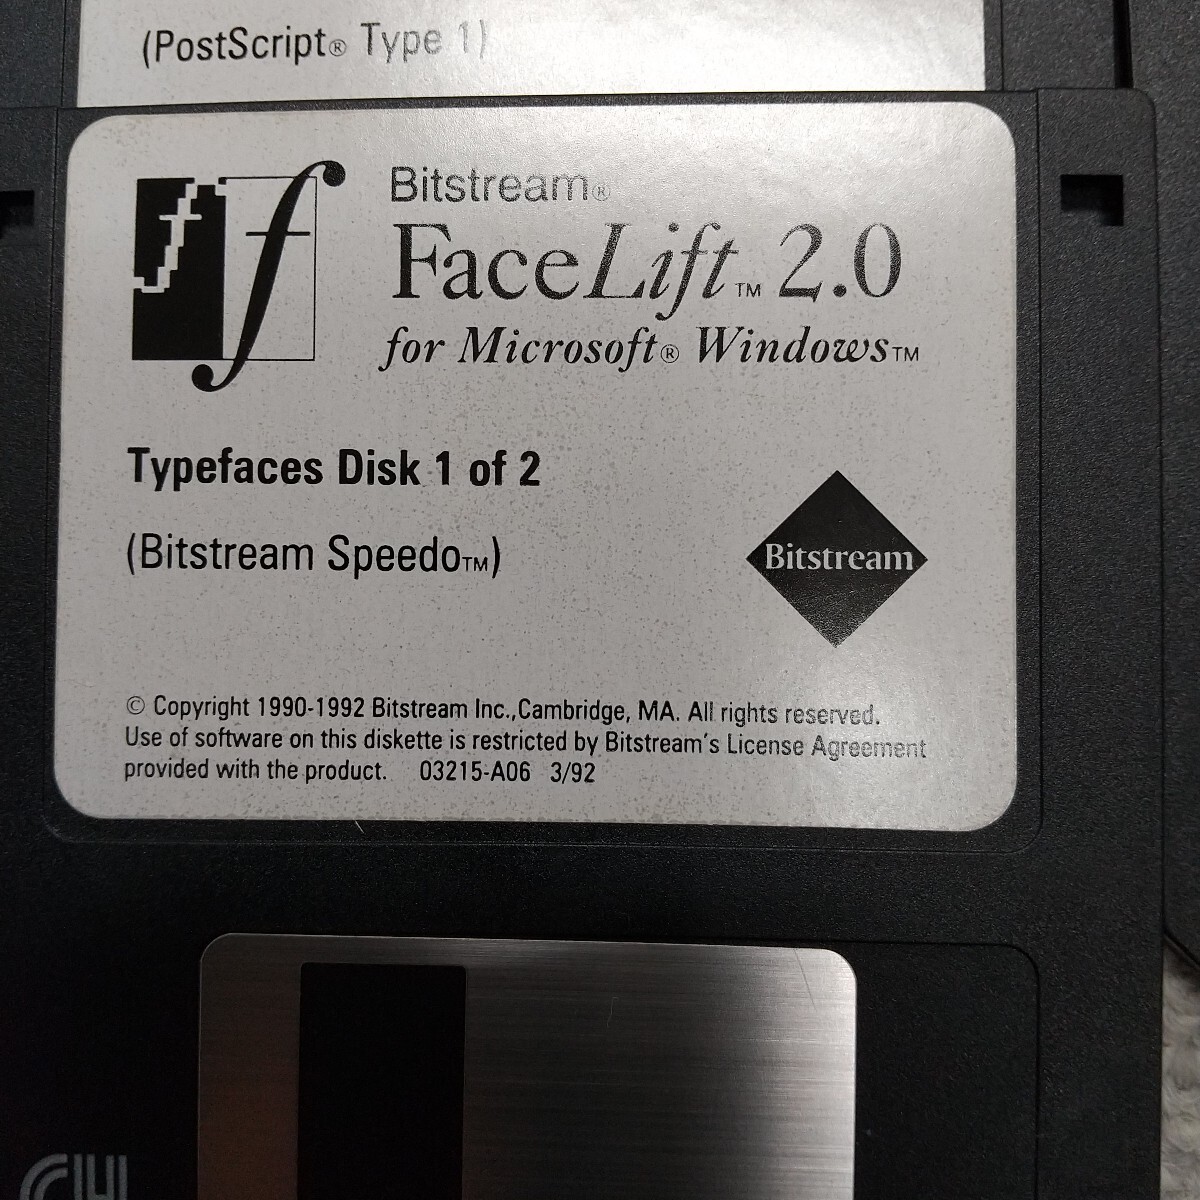 (PostScript® Type 1)
Bitstream®
FaceLift™ 2.0
for Microsoft® Windows™
Typefaces Disk 1 of 2
(Bitstream Speedo™)
Bitstream
© Copyright 1990-1992 Bitstream Inc.,Cambridge, MA. All rights reserved.
Use of software on this diskette is restricted by Bitstream's License Agreement
provided with the product. 03215-A06 3/92